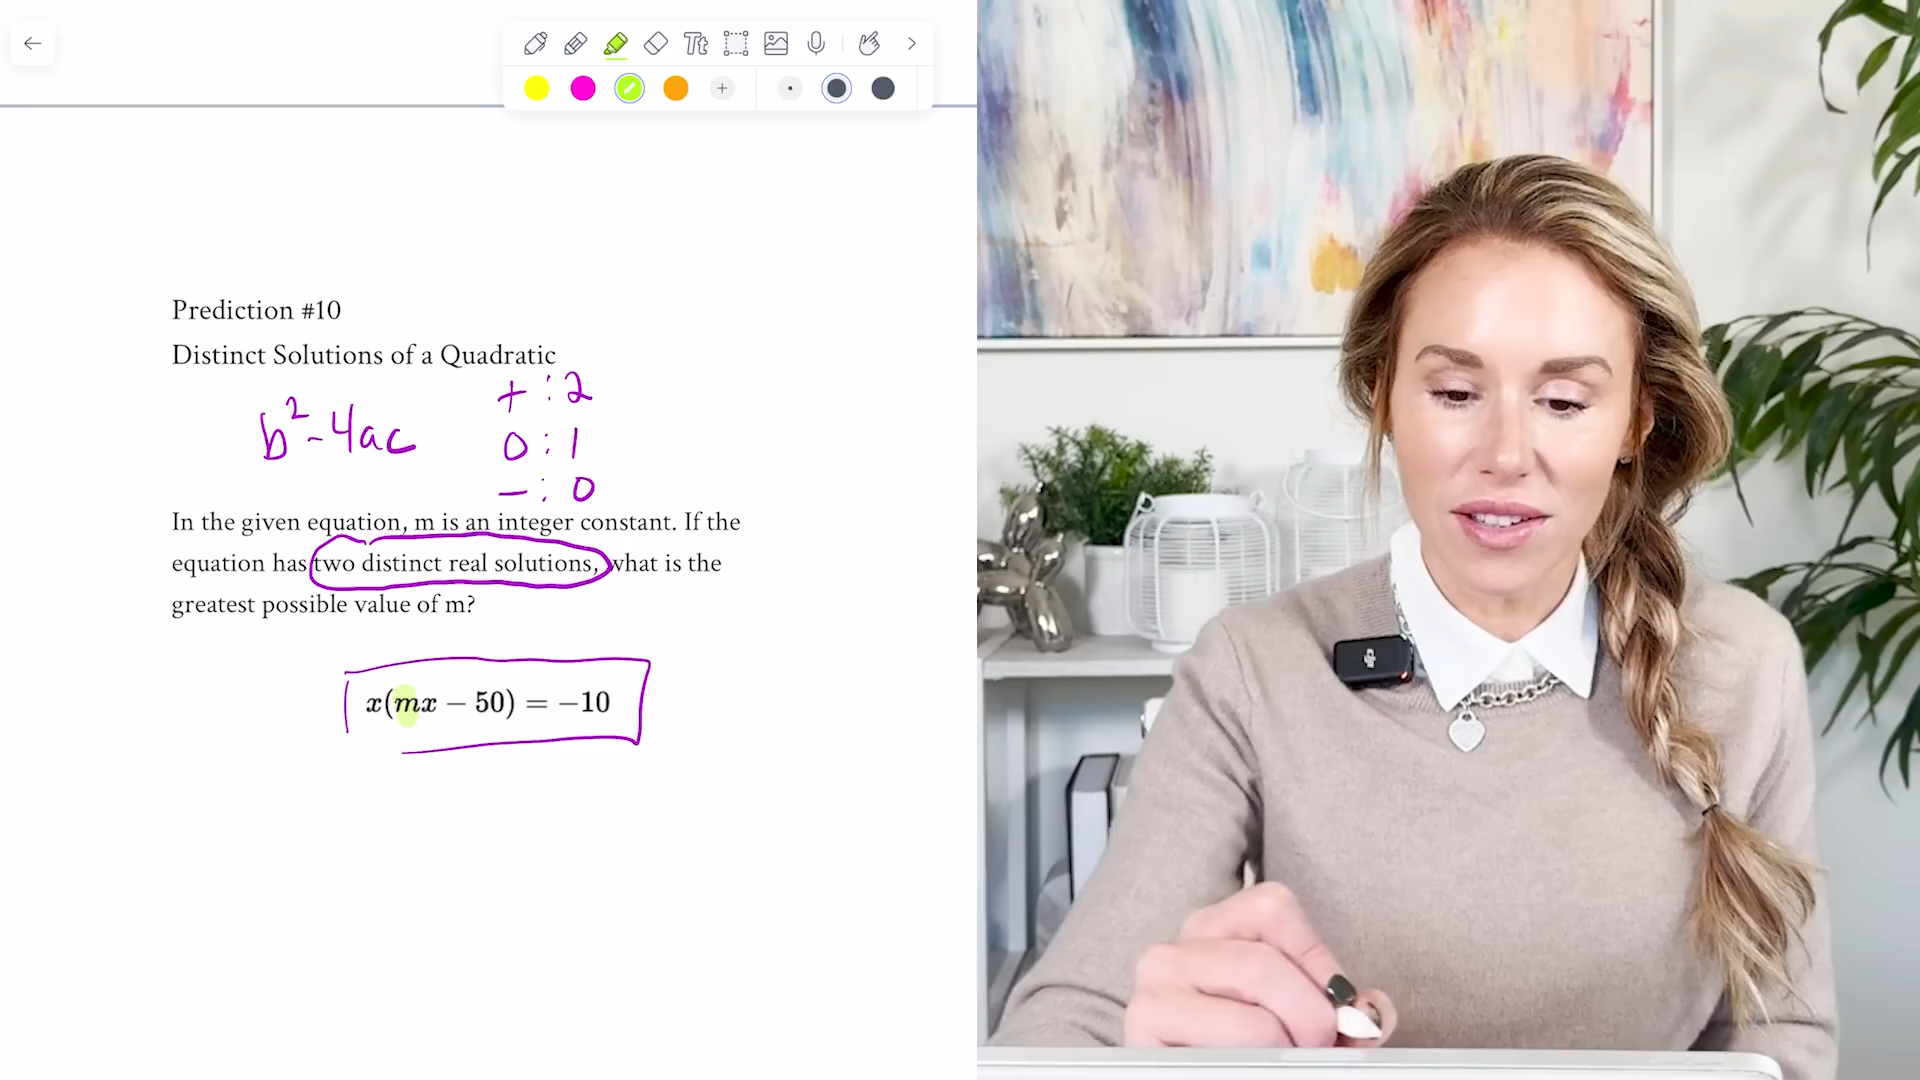 Tt
Prediction #10
Distinct Solutions of a Quadratic
b² - 4ac
+ : 2
0 : 1
- : 0
In the given equation, m is an integer constant. If the
equation has two distinct real solutions, what is the
greatest possible value of m?
x(mx − 50) = −10
dji